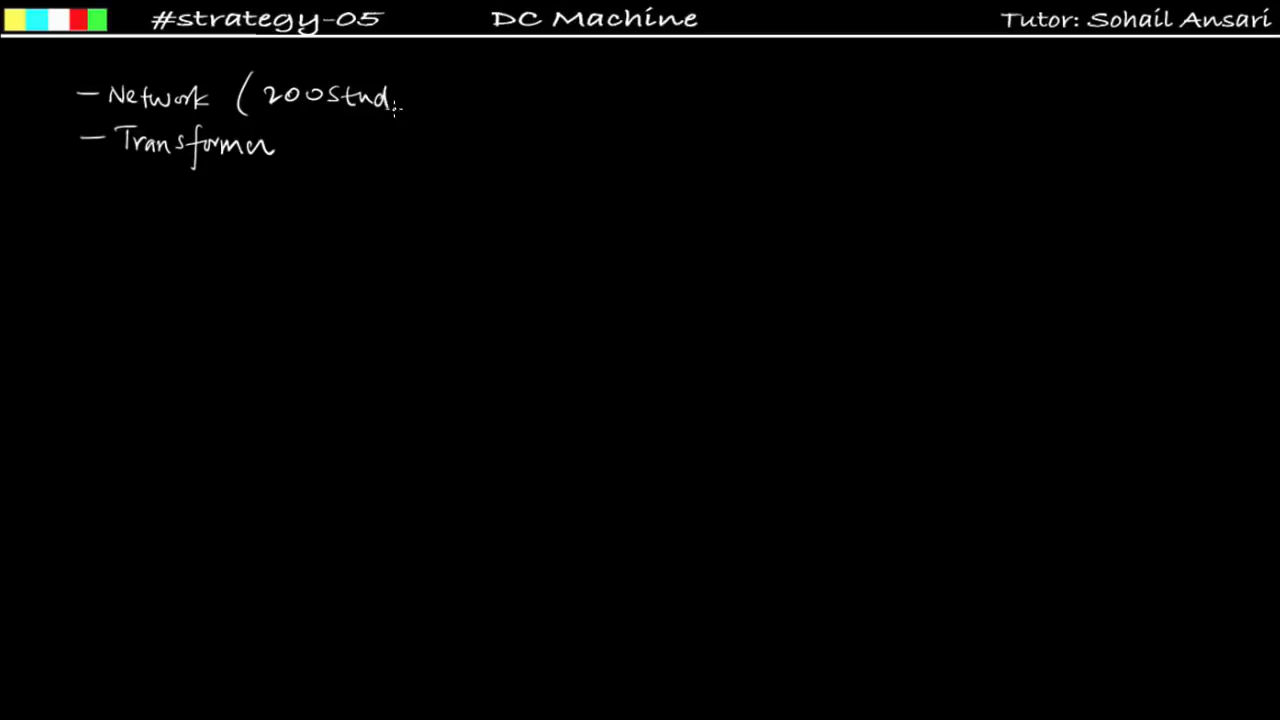 #strategy-05 DC Machine Tutor: Sohail Ansari
- Network (200 Stud
- Transformer